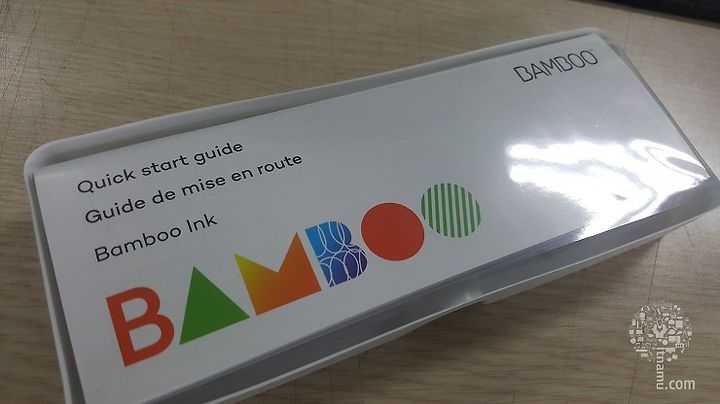 BAMBOO
Quick start guide
Guide de mise en route
Bamboo Ink
BAMBOO
tnamu.com